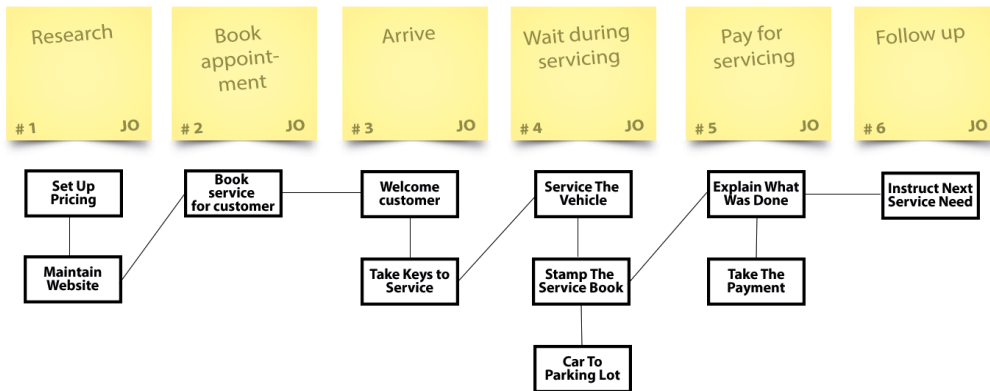 Research
# 1 JO
Book
appoint-
ment
# 2 JO
Arrive
# 3 JO
Wait during
servicing
# 4 JO
Pay for
servicing
# 5 JO
Follow up
# 6 JO
Set Up
Pricing
Maintain
Website
Book
service
for customer
Welcome
customer
Take Keys to
Service
Service The
Vehicle
Stamp The
Service Book
Car To
Parking Lot
Explain What
Was Done
Take The
Payment
Instruct Next
Service Need